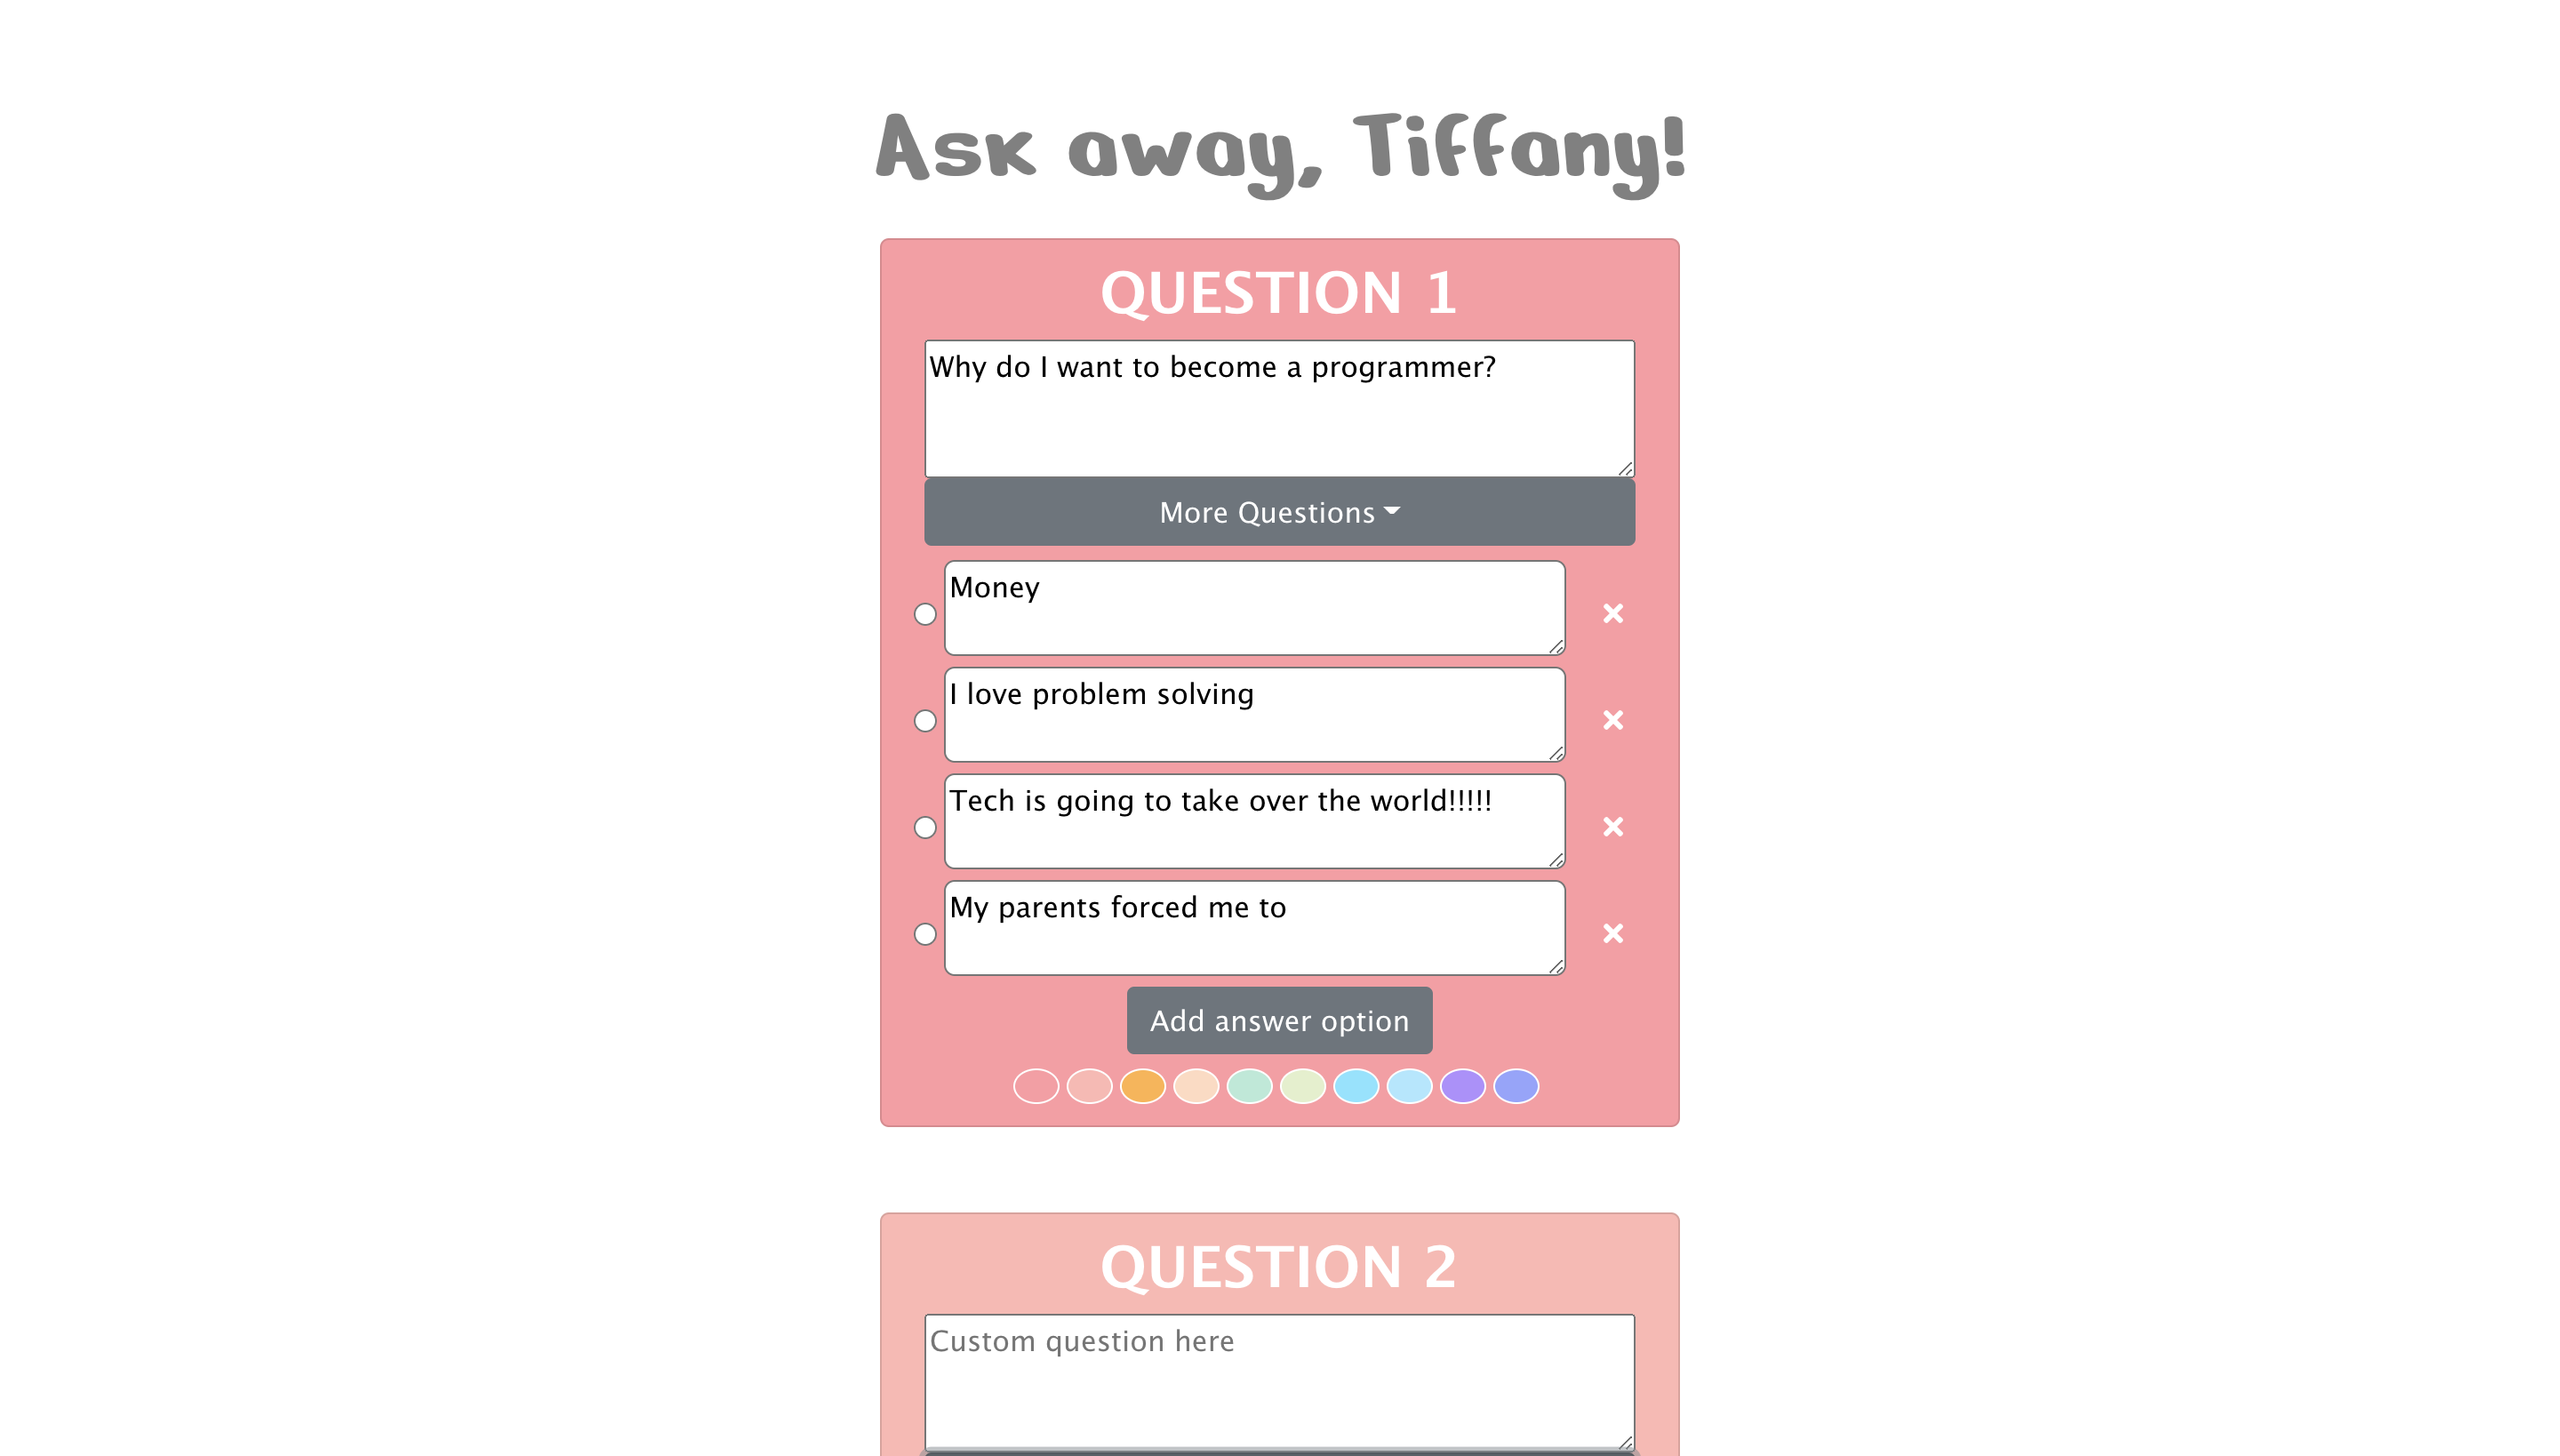 Ask away, Tiffany!
QUESTION 1
Why do I want to become a programmer?
More Questions
Money
I love problem solving
Tech is going to take over the world!!!!!
My parents forced me to
Add answer option
QUESTION 2
Custom question here